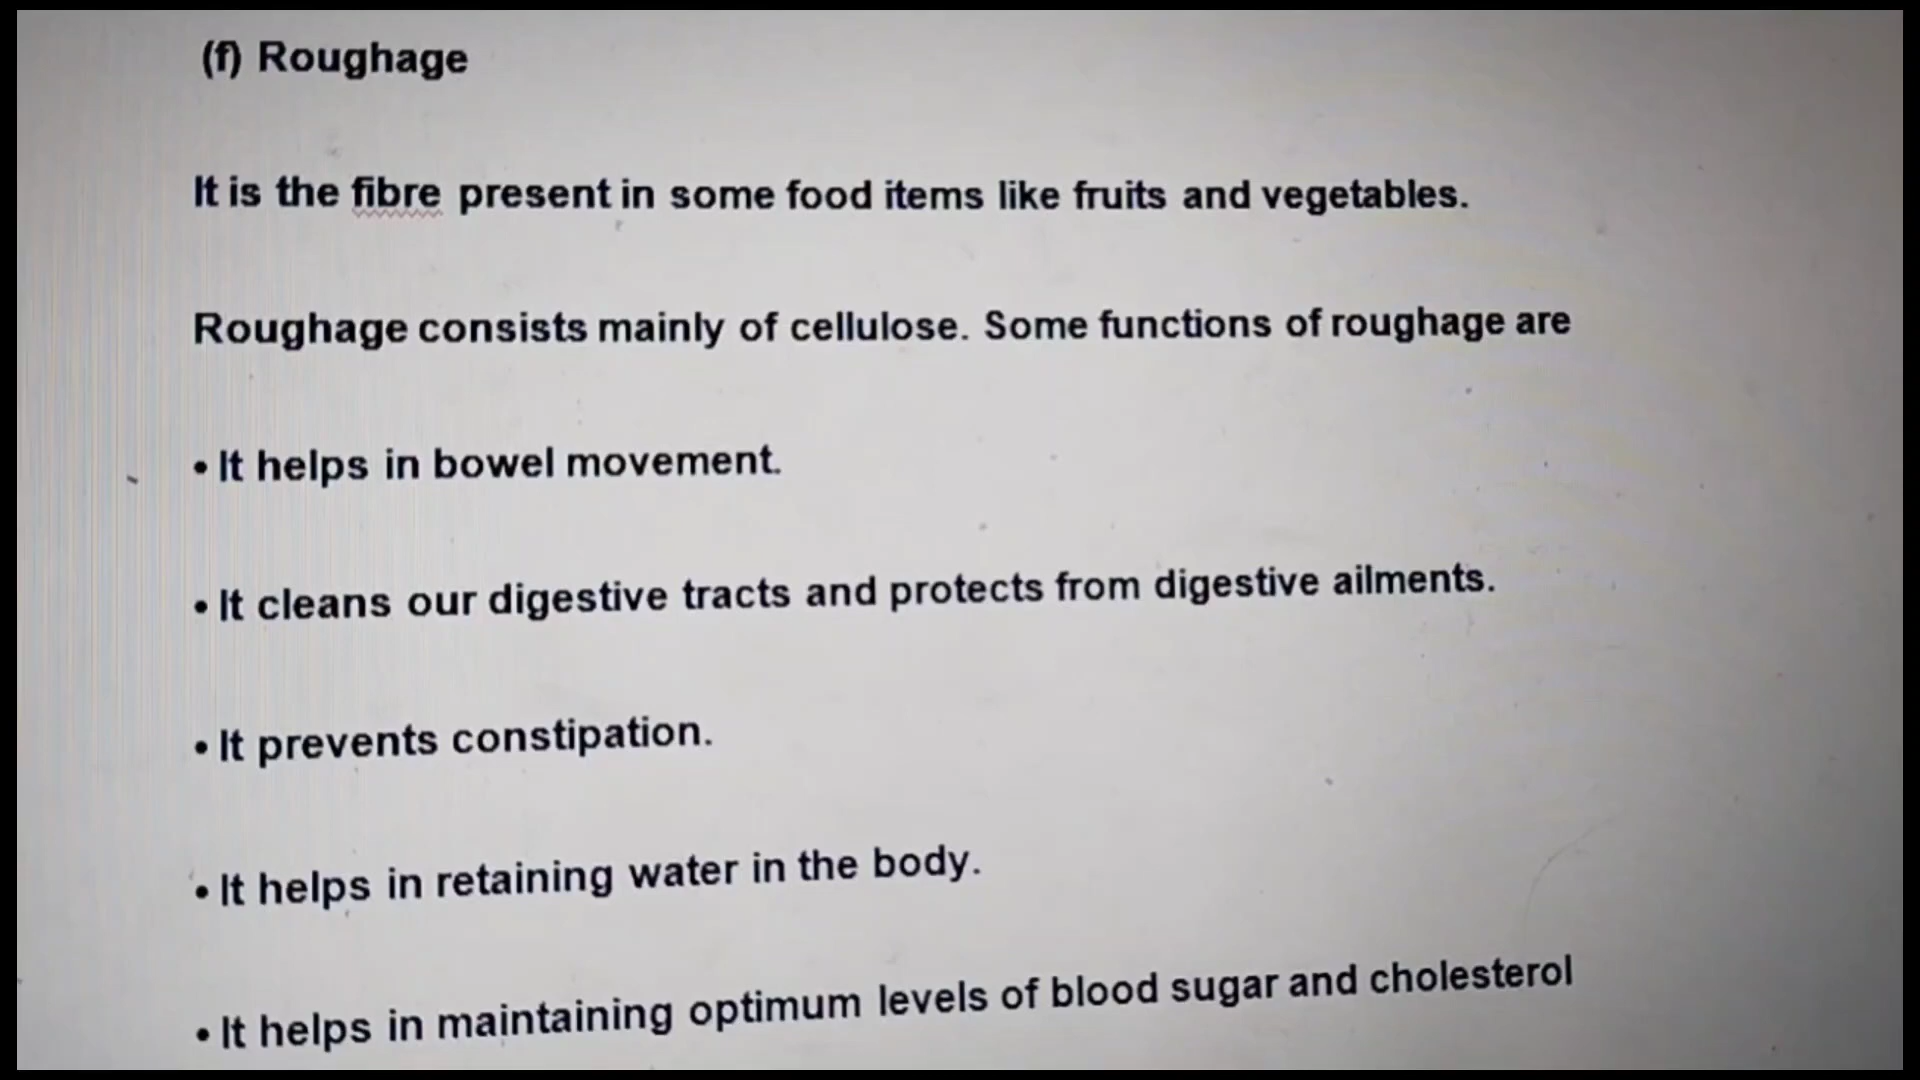 (f) Roughage
It is the fibre present in some food items like fruits and vegetables.
Roughage consists mainly of cellulose. Some functions of roughage are
• It helps in bowel movement.
• It cleans our digestive tracts and protects from digestive ailments.
• It prevents constipation.
• It helps in retaining water in the body.
• It helps in maintaining optimum levels of blood sugar and cholesterol